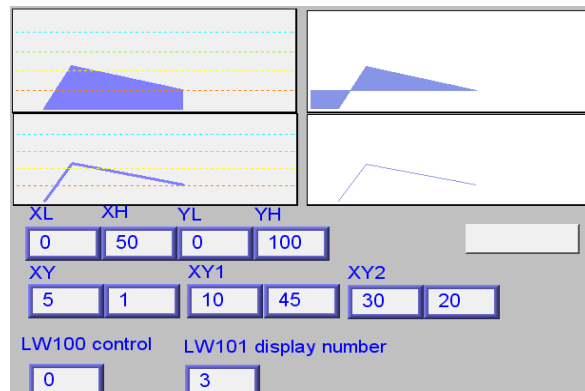 XL XH YL YH
0 50 0 100
XY XY1 XY2
5 1 10 45 30 20
LW100 control LW101 display number
0 3